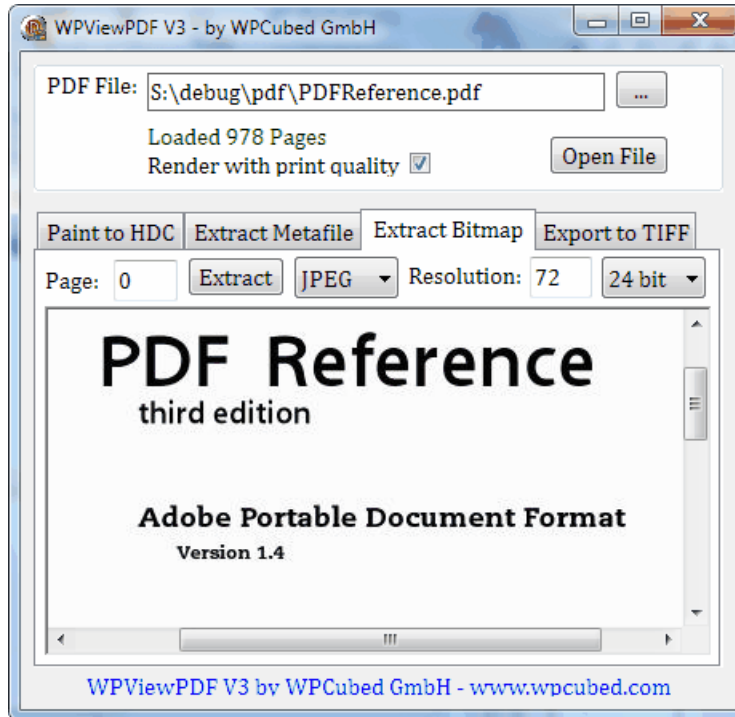 WPViewPDF V3 - by WPCubed GmbH
PDF File: S:\debug\pdf\PDFReference.pdf ...
Loaded 978 Pages
Render with print quality
Open File
Paint to HDC Extract Metafile Extract Bitmap Export to TIFF
Page: 0 Extract JPEG Resolution: 72 24 bit
PDF Reference
third edition
Adobe Portable Document Format
Version 1.4
WPViewPDF V3 by WPCubed GmbH - www.wpcubed.com